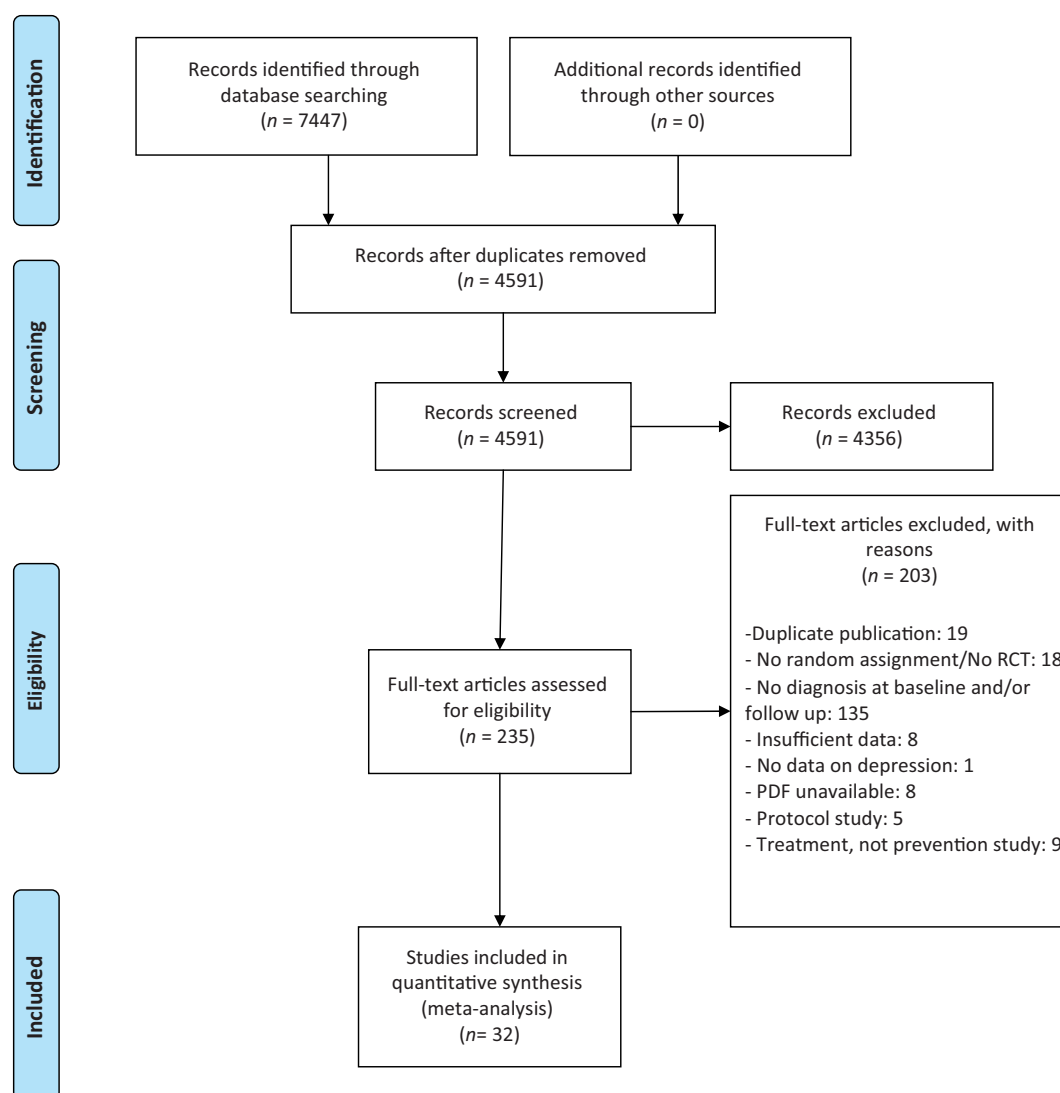 Identification
Records identified through
database searching
(n = 7447)
Additional records identified
through other sources
(n = 0)
Records after duplicates removed
(n = 4591)
Screening
Records screened
(n = 4591)
Records excluded
(n = 4356)
Eligibility
Full-text articles assessed
for eligibility
(n = 235)
Full-text articles excluded, with
reasons
(n = 203)
-Duplicate publication: 19
- No random assignment/No RCT: 18
- No diagnosis at baseline and/or
follow up: 135
- Insufficient data: 8
- No data on depression: 1
- PDF unavailable: 8
- Protocol study: 5
- Treatment, not prevention study: 9
Included
Studies included in
quantitative synthesis
(meta-analysis)
(n= 32)